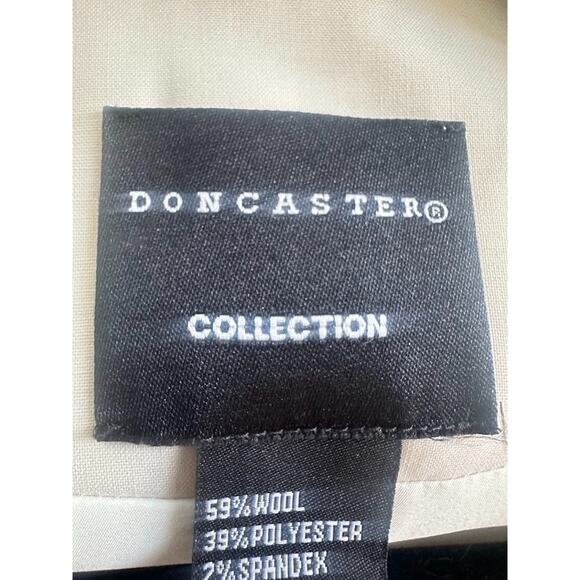 DONCASTER®
COLLECTION
59% WOOL
39% POLYESTER
2% SPANDEX